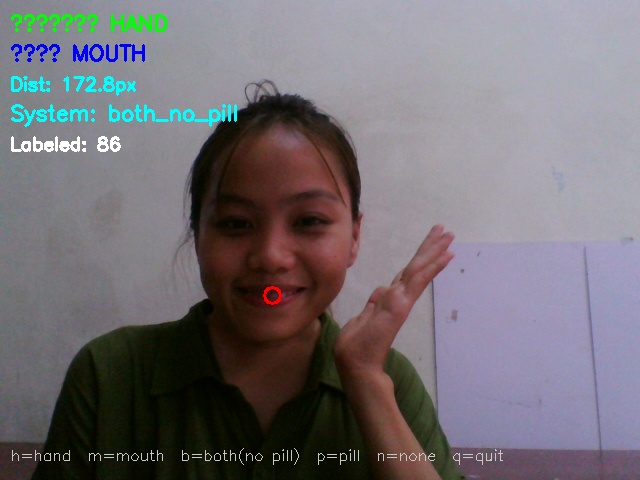 ??????? HAND
???? MOUTH
Dist: 172.8px
System: both_no_pill
Labeled: 86
h=hand m=mouth b=both(no pill) p=pill n=none q=quit